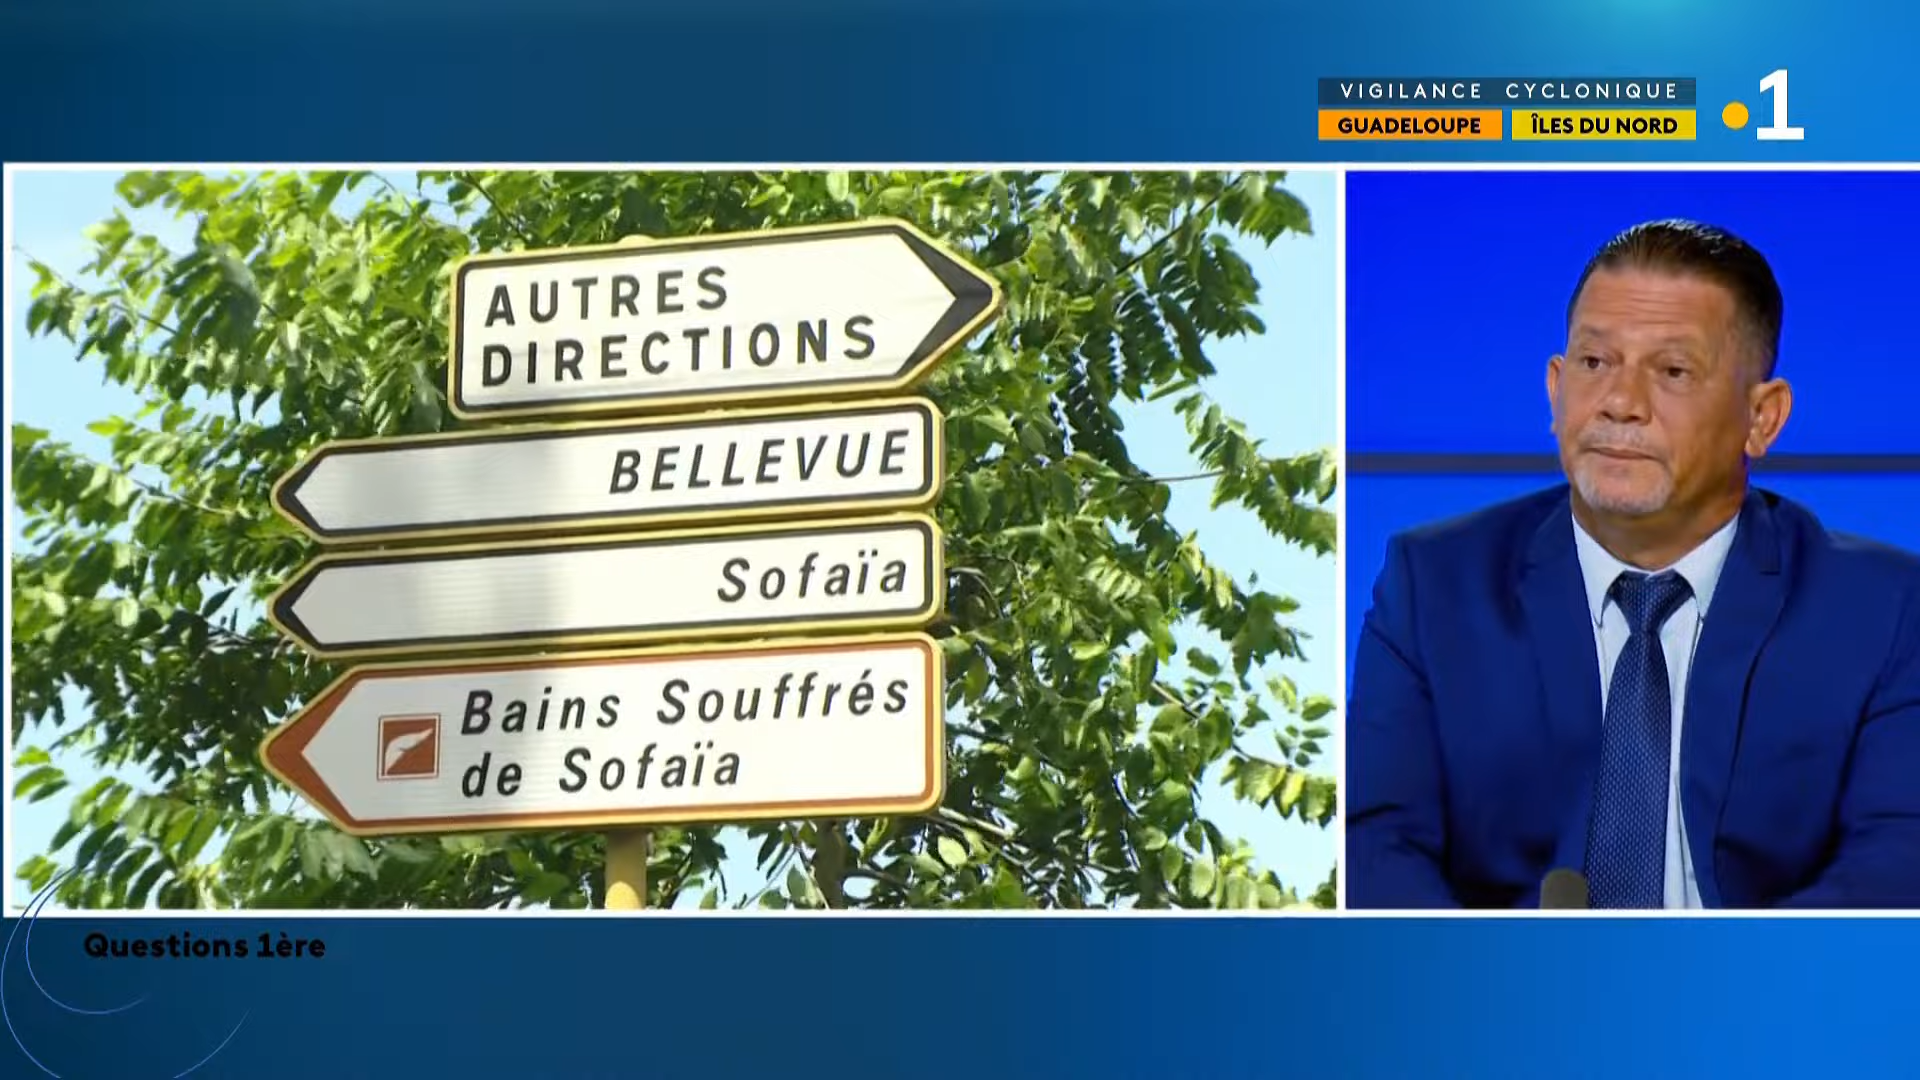 VIGILANCE CYCLONIQUE
GUADELOUPE
ÎLES DU NORD
1
AUTRES
DIRECTIONS
BELLEVUE
Sofaïa
Bains Souffrés
de Sofaïa
Questions 1ère